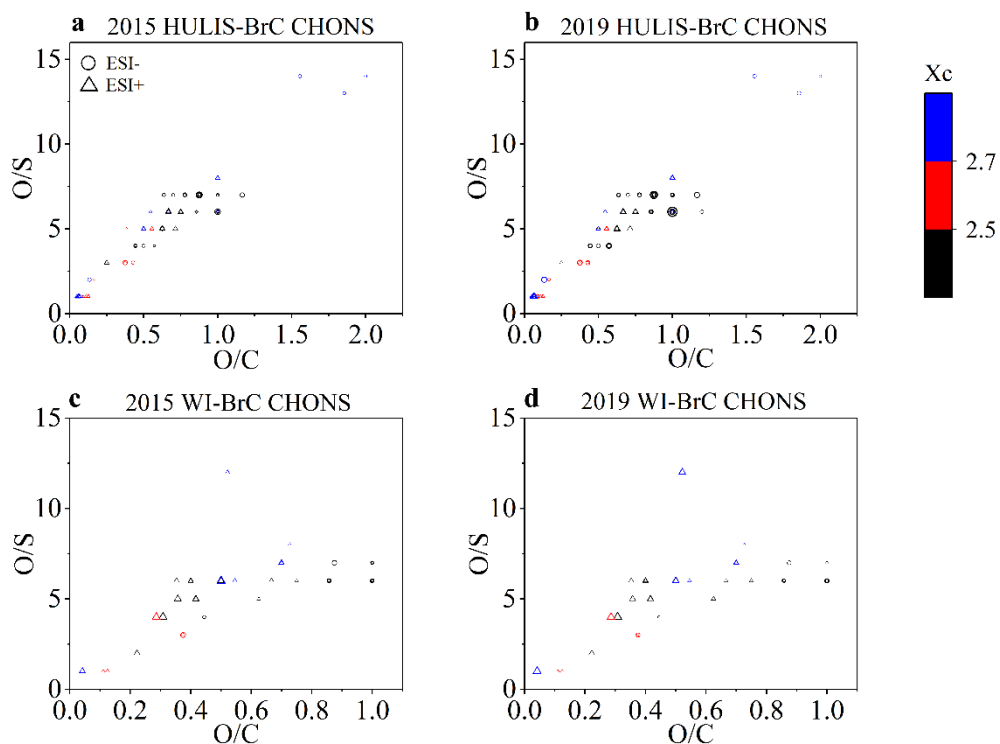 a 2015 HULIS-BrC CHONS
b 2019 HULIS-BrC CHONS
ESI-
ESI+
O/S
15
10
5
0
0.0 0.5 1.0 1.5 2.0
O/C
O/S
15
10
5
0
0.0 0.5 1.0 1.5 2.0
O/C
Xc
2.7
2.5
c 2015 WI-BrC CHONS
d 2019 WI-BrC CHONS
O/S
15
10
5
0
0.0 0.2 0.4 0.6 0.8 1.0
O/C
O/S
15
10
5
0
0.0 0.2 0.4 0.6 0.8 1.0
O/C